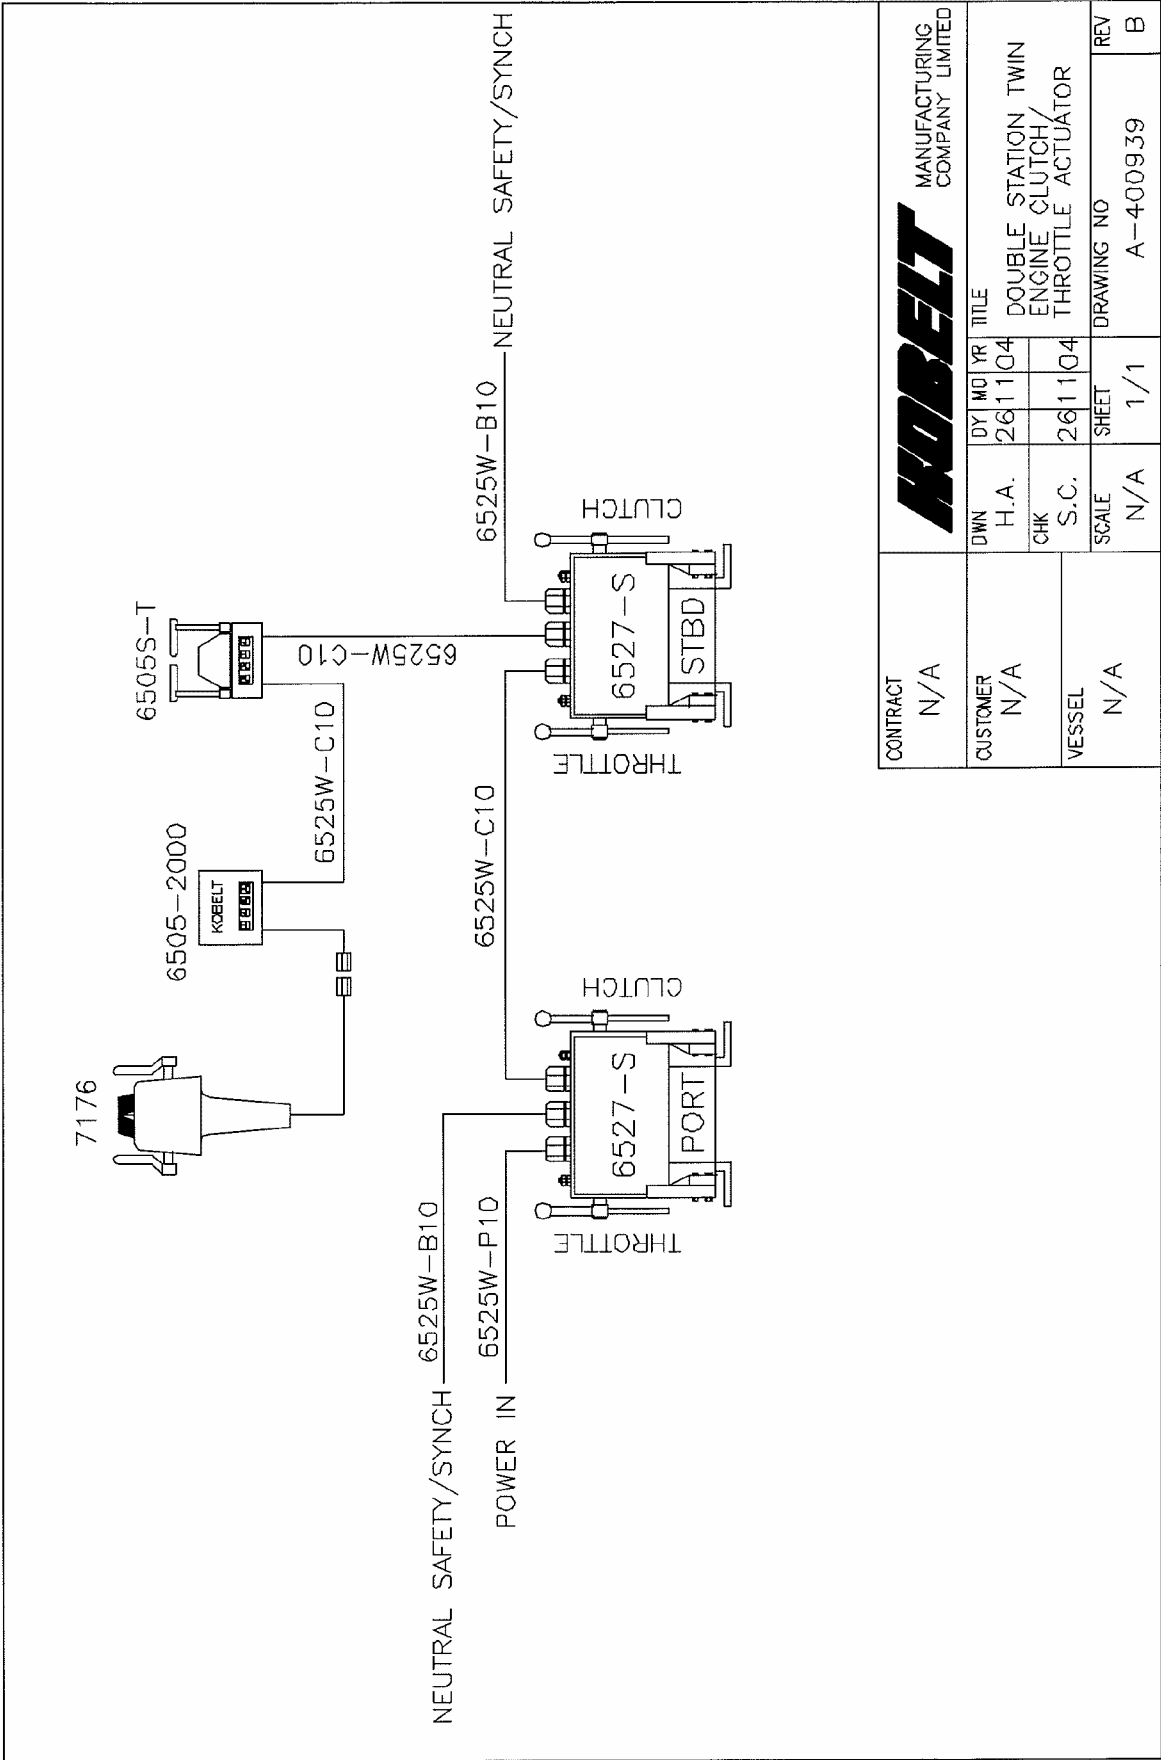 7176
6505-2000
KOBELT
6505S-T
6525W-C10
6525W-C10
NEUTRAL SAFETY/SYNCH
6525W-B10
POWER IN
6525W-P10
6525W-C10
6525W-B10
NEUTRAL SAFETY/SYNCH
THROTTLE
6527-S
PORT
CLUTCH
THROTTLE
6527-S
STBD
CLUTCH
CONTRACT
N/A
CUSTOMER
N/A
VESSEL
N/A
KOBELT
MANUFACTURING
COMPANY LIMITED
DWN
H.A.
DY MO YR
26 11 04
CHK
S.C.
26 11 04
TITLE
DOUBLE STATION TWIN
ENGINE CLUTCH/
THROTTLE ACTUATOR
SCALE
N/A
SHEET
1/1
DRAWING NO
A-400939
REV
B